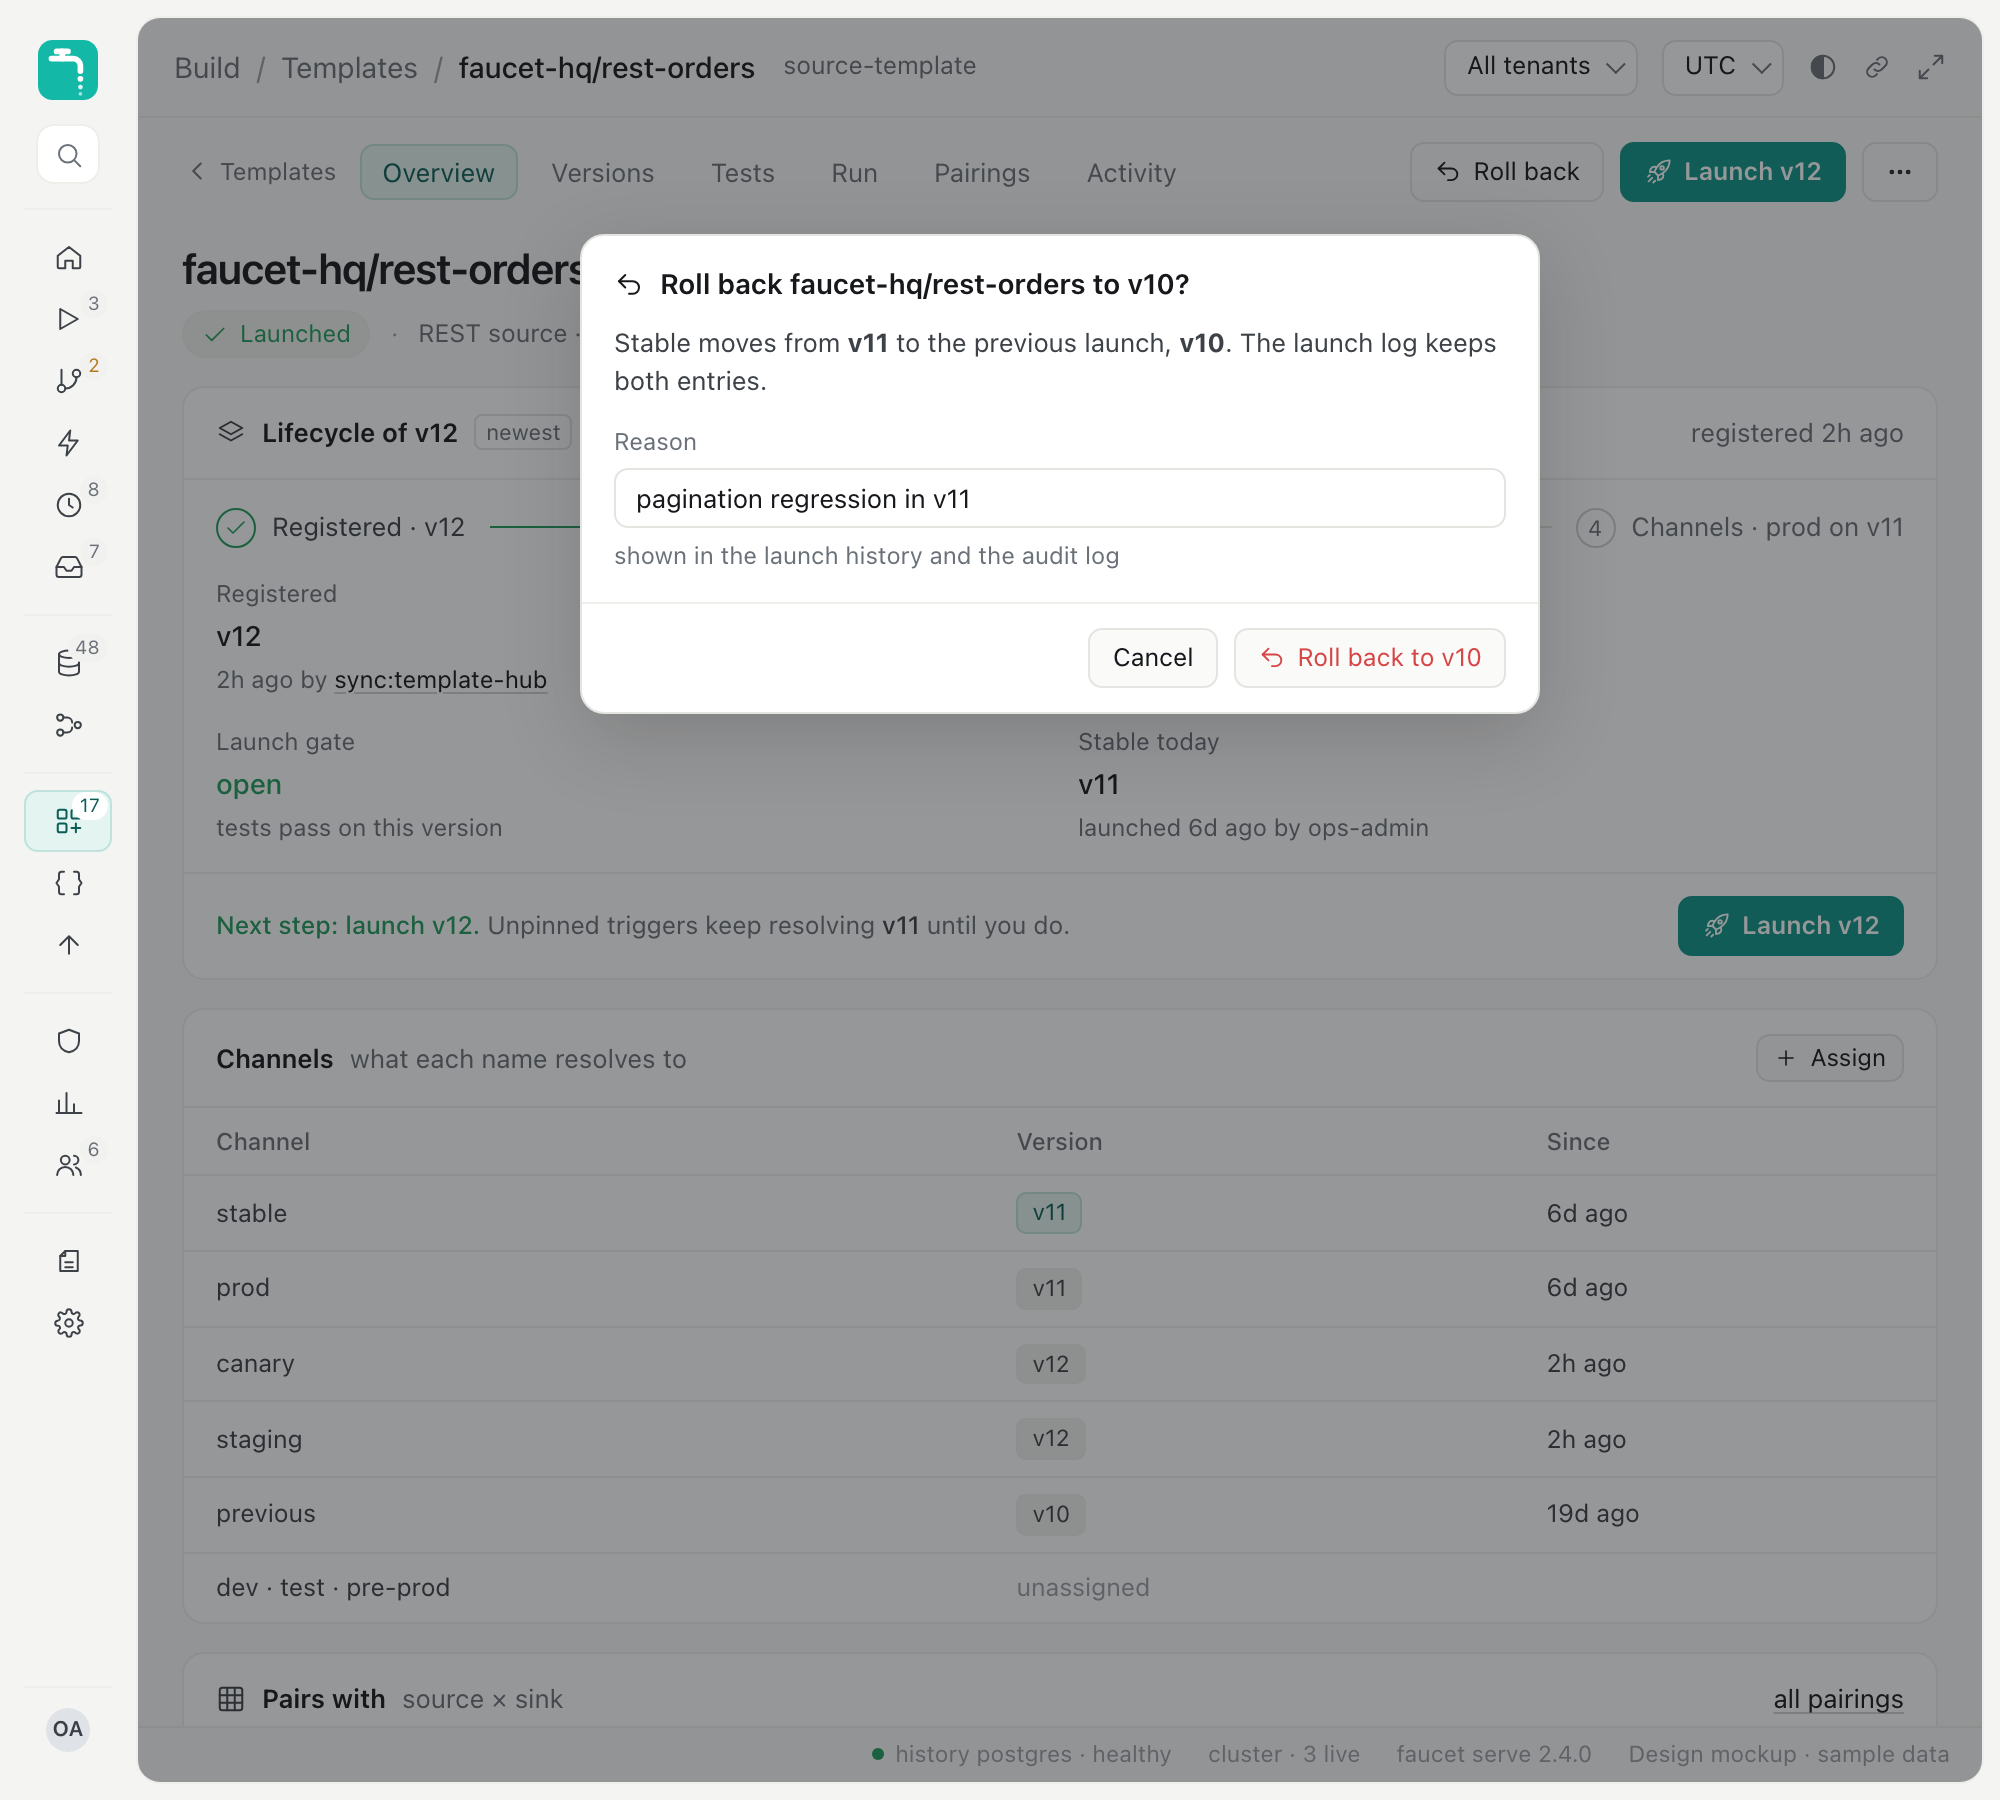 Build / Templates / faucet-hq/rest-orders source-template
All tenants
UTC
Templates
Overview
Versions
Tests
Run
Pairings
Activity
Roll back
Launch v12
faucet-hq/rest-orders
Launched · REST source ·
Roll back faucet-hq/rest-orders to v10?
Stable moves from v11 to the previous launch, v10. The launch log keeps
both entries.
Reason
pagination regression in v11
shown in the launch history and the audit log
Cancel
Roll back to v10
Lifecycle of v12 newest
registered 2h ago
Registered · v12
4 Channels · prod on v11
Registered
v12
2h ago by sync:template-hub
Launch gate
open
tests pass on this version
Stable today
v11
launched 6d ago by ops-admin
Next step: launch v12. Unpinned triggers keep resolving v11 until you do.
Launch v12
Channels what each name resolves to
Assign
Channel Version Since
stable v11 6d ago
prod v11 6d ago
canary v12 2h ago
staging v12 2h ago
previous v10 19d ago
dev · test · pre-prod unassigned
Pairs with source × sink
all pairings
history postgres · healthy
cluster · 3 live
faucet serve 2.4.0
Design mockup · sample data
3
2
8
7
48
17
6
OA